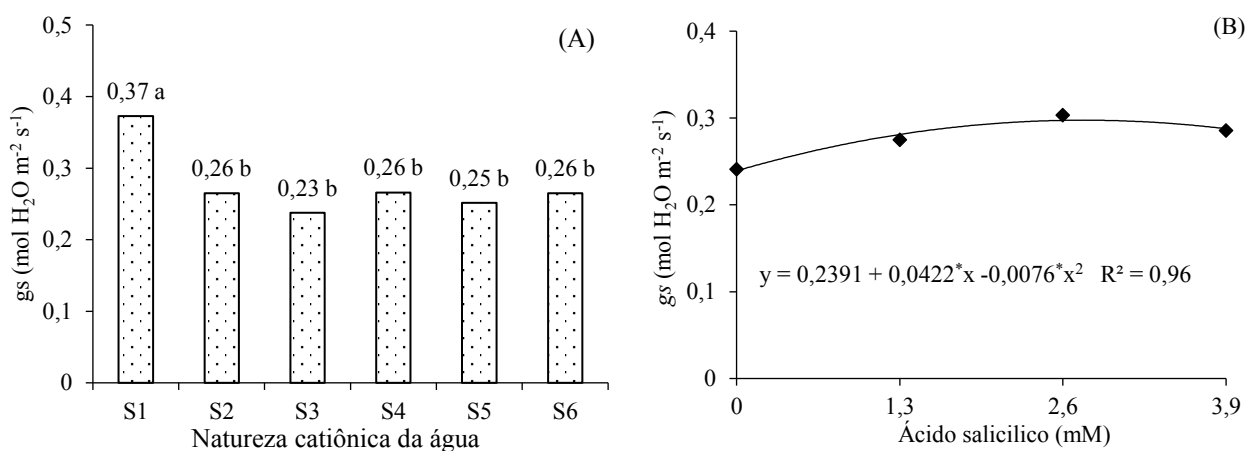 (A)
gs (mol H₂O m⁻² s⁻¹)
0,5
0,4
0,3
0,2
0,1
0
0,37 a
0,26 b
0,23 b
0,26 b
0,25 b
0,26 b
S1 S2 S3 S4 S5 S6
Natureza catiônica da água
(B)
gs (mol H₂O m⁻² s⁻¹)
0,4
0,3
0,2
0,1
0
y = 0,2391 + 0,0422*x -0,0076*x² R² = 0,96
0 1,3 2,6 3,9
Ácido salicilico (mM)